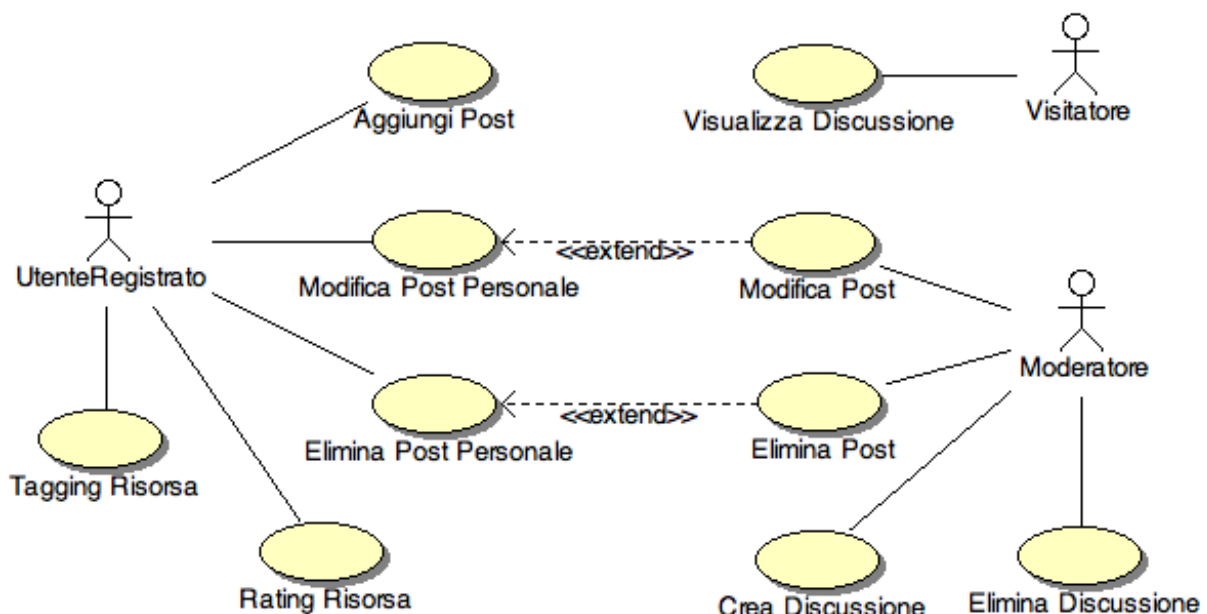 Aggiungi Post
Visualizza Discussione
Visitatore
UtenteRegistrato
Modifica Post Personale
<<extend>>
Modifica Post
Moderatore
Elimina Post Personale
<<extend>>
Elimina Post
Tagging Risorsa
Rating Risorsa
Crea Discussione
Elimina Discussione